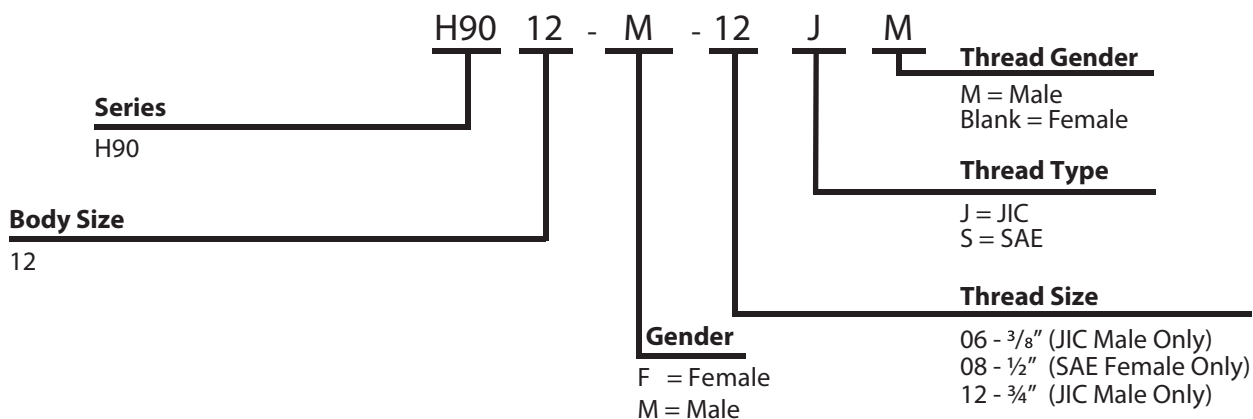 H90 12 - M - 12 J M
Thread Gender
M = Male
Blank = Female
Series
H90
Thread Type
J = JIC
S = SAE
Body Size
12
Thread Size
06 - ³/₈” (JIC Male Only)
08 - ½” (SAE Female Only)
12 - ¾” (JIC Male Only)
Gender
F = Female
M = Male